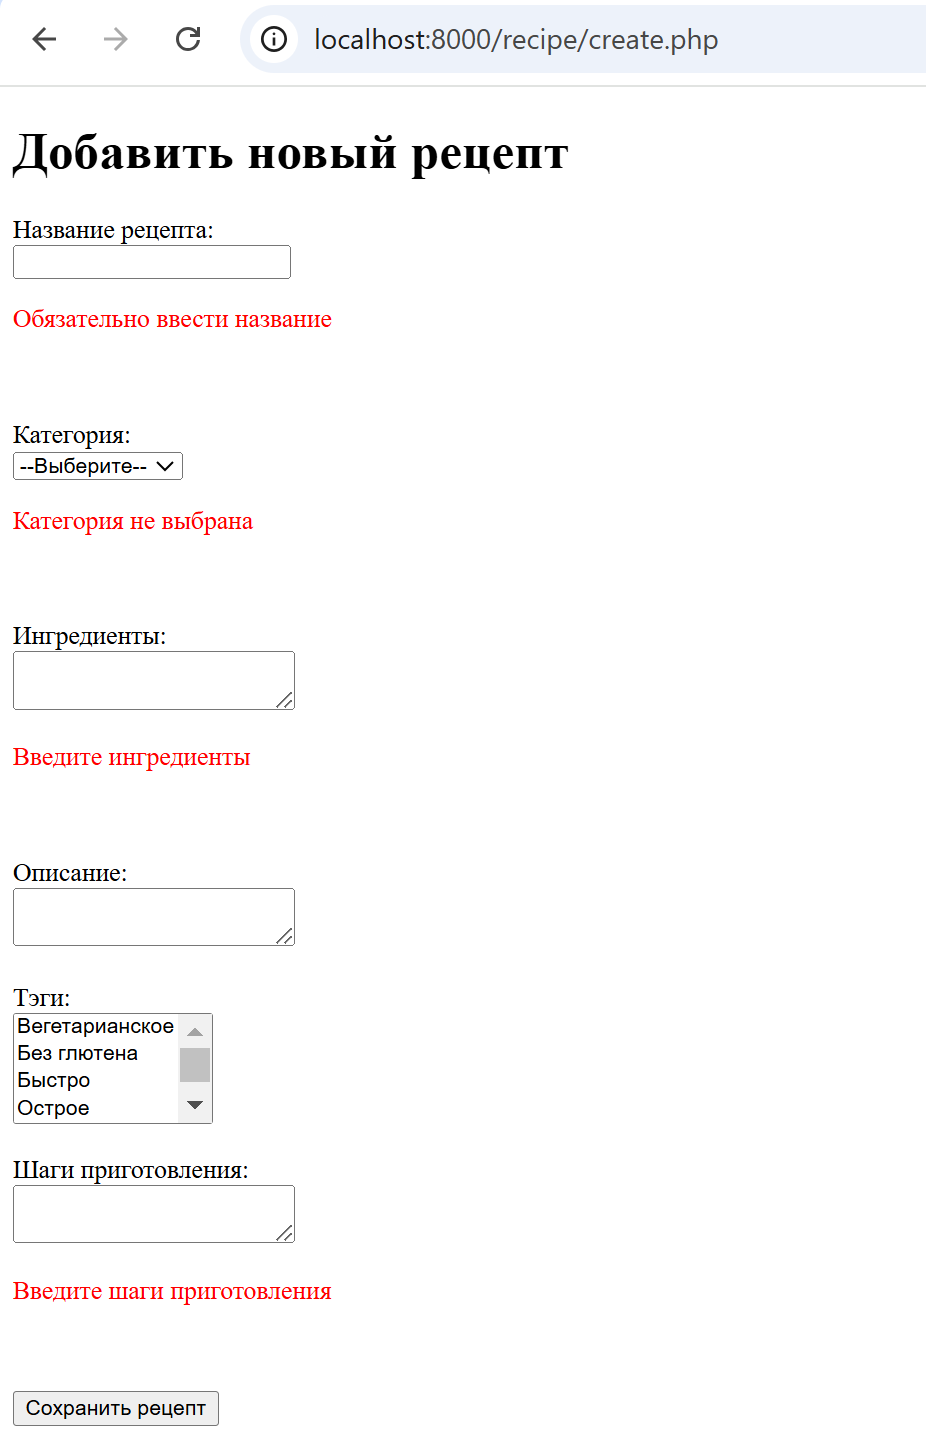 localhost:8000/recipe/create.php
Добавить новый рецепт
Название рецепта:
Обязательно ввести название
Категория:
--Выберите--
Категория не выбрана
Ингредиенты:
Введите ингредиенты
Описание:
Тэги:
Вегетарианское
Без глютена
Быстро
Острое
Шаги приготовления:
Введите шаги приготовления
Сохранить рецепт